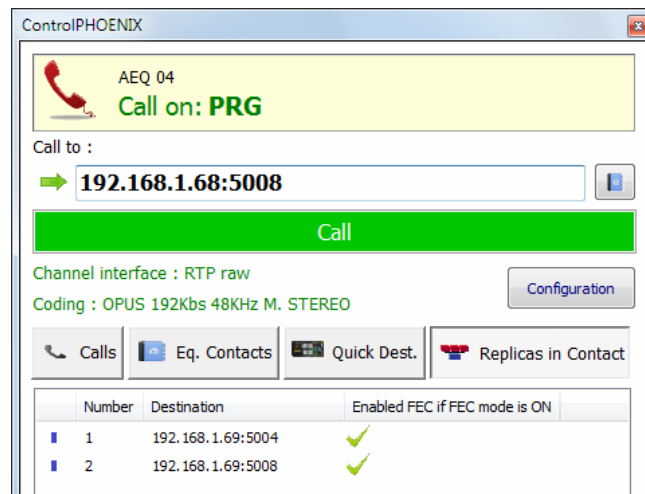 ControlPHOENIX
AEQ 04
Call on: PRG
Call to :
192.168.1.68:5008
Call
Channel interface : RTP raw
Coding : OPUS 192Kbs 48KHz M. STEREO
Configuration
Calls Eq. Contacts Quick Dest. Replicas in Contact
Number Destination Enabled FEC if FEC mode is ON
1 192.168.1.69:5004
2 192.168.1.69:5008